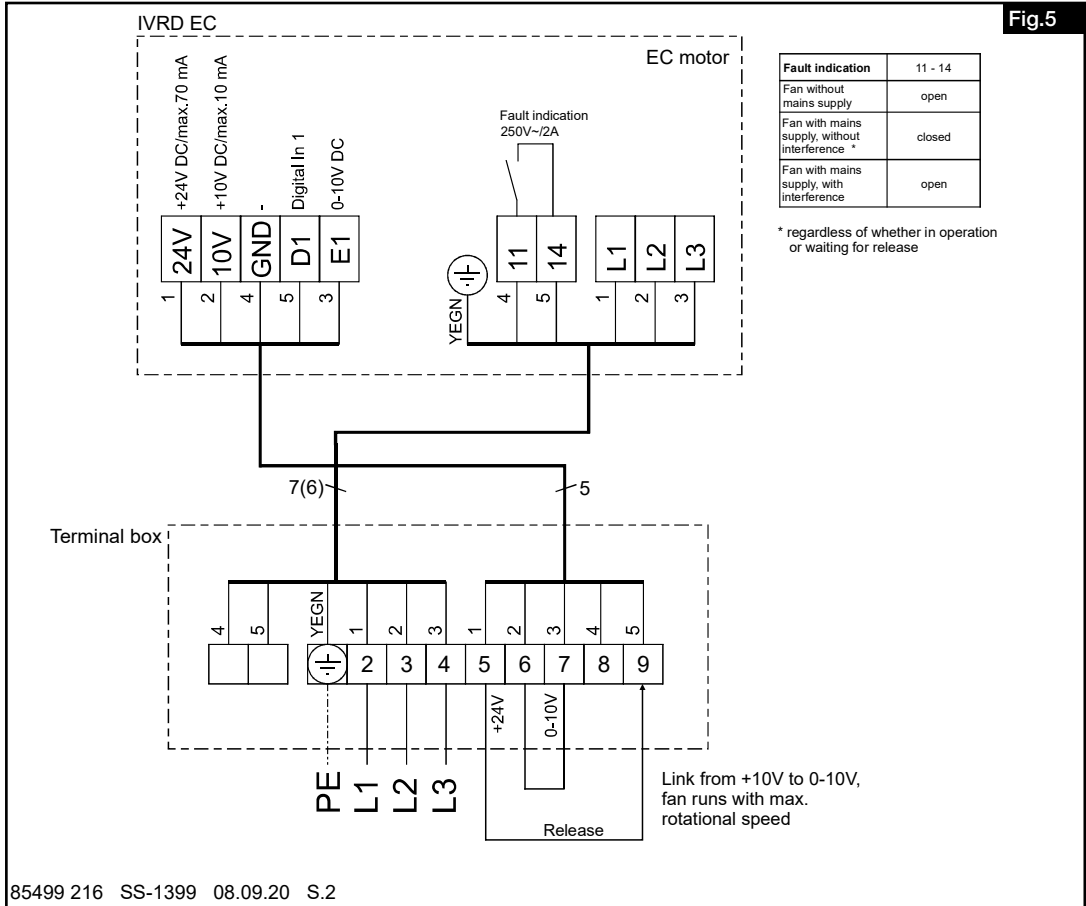 Fig.5
IVRD EC
EC motor
+24V DC/max.70 mA
+10V DC/max.10 mA
-
Digital In 1
0-10V DC
24V
10V
GND
D1
E1
1
2
4
5
3
Fault indication
250V~/2A
11
14
L1
L2
L3
YEGN
4
5
1
2
3
Fault indication 11 - 14
Fan without
mains supply
open
Fan with mains
supply, without
interference *
closed
Fan with mains
supply, with
interference
open
* regardless of whether in operation
or waiting for release
7(6)
5
Terminal box
4
5
YEGN
1
2
3
1
2
3
4
5
2 3 4 5 6 7 8 9
+24V
0-10V
PE
L1
L2
L3
Release
Link from +10V to 0-10V,
fan runs with max.
rotational speed
85499 216 SS-1399 08.09.20 S.2